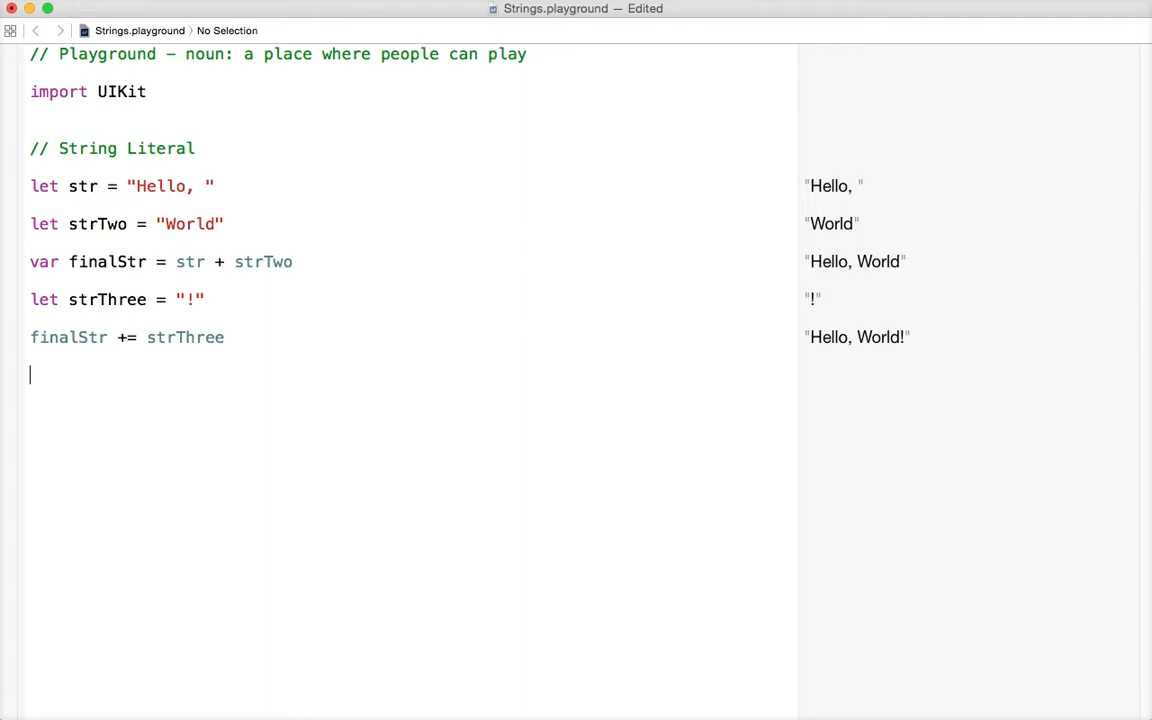 Strings.playground — Edited
Strings.playground 〉 No Selection
// Playground - noun: a place where people can play
import UIKit
// String Literal
let str = "Hello, "
"Hello, "
let strTwo = "World"
"World"
var finalStr = str + strTwo
"Hello, World"
let strThree = "!"
"!"
finalStr += strThree
"Hello, World!"